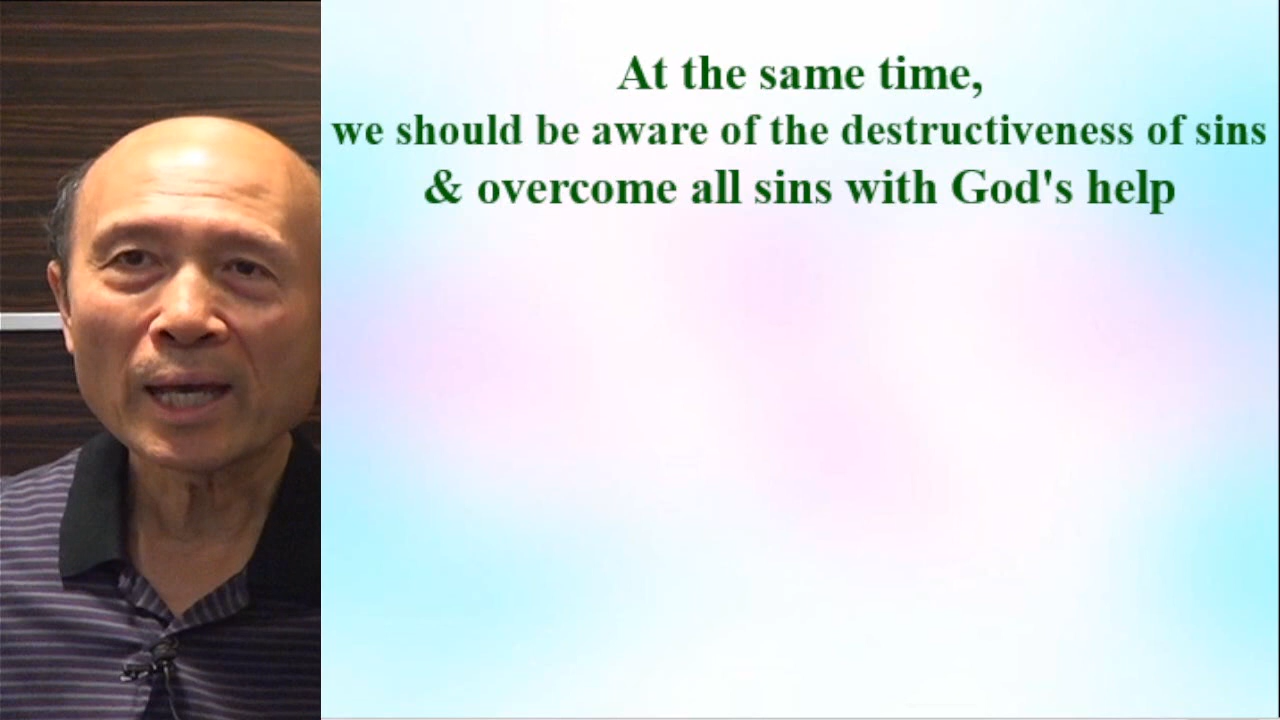 At the same time,
we should be aware of the destructiveness of sins
& overcome all sins with God's help